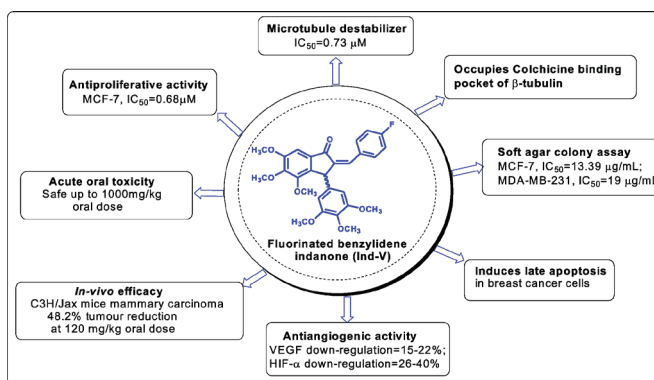 Microtubule destabilizer
IC50=0.73 μM
Antiproliferative activity
MCF-7, IC50=0.68μM
Occupies Colchicine binding
pocket of β-tubulin
Acute oral toxicity
Safe up to 1000mg/kg
oral dose
Soft agar colony assay
MCF-7, IC50=13.39 μg/mL;
MDA-MB-231, IC50=19 μg/mL
O
F
H3CO
H3CO
H3CO
H3CO
OCH3
OCH3
Fluorinated benzylidene
indanone (Ind-V)
In-vivo efficacy
C3H/Jax mice mammary carcinoma
48.2% tumour reduction
at 120 mg/kg oral dose
Induces late apoptosis
in breast cancer cells
Antiangiogenic activity
VEGF down-regulation=15-22%;
HIF-α down-regulation=26-40%